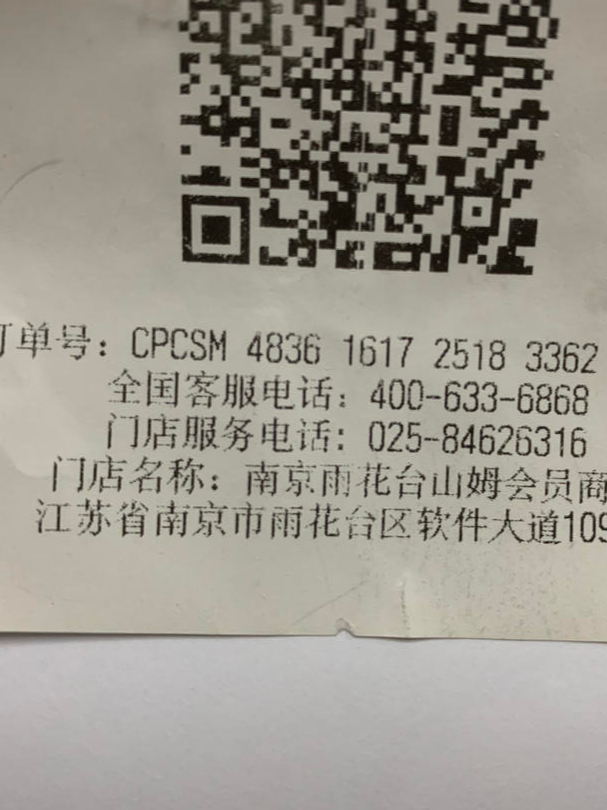 订单号：CPCSM 4836 1617 2518 3362
全国客服电话：400-633-6868
门店服务电话：025-84626316
门店名称：南京雨花台山姆会员商
江苏省南京市雨花台区软件大道109